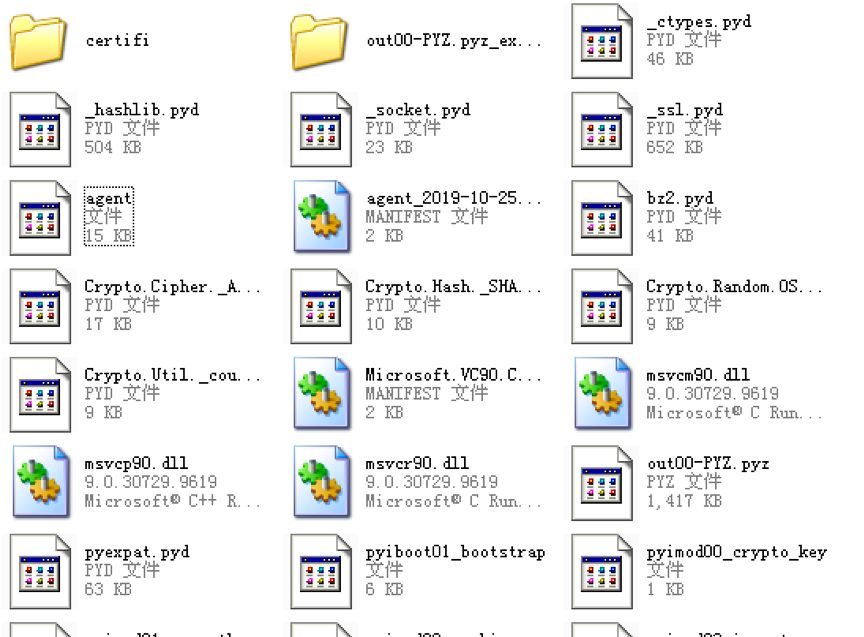 certifi
out00-PYZ.pyz_ex...
_ctypes.pyd
PYD 文件
46 KB
_hashlib.pyd
PYD 文件
504 KB
_socket.pyd
PYD 文件
23 KB
_ssl.pyd
PYD 文件
652 KB
agent
文件
15 KB
agent_2019-10-25...
MANIFEST 文件
2 KB
bz2.pyd
PYD 文件
41 KB
Crypto.Cipher._A...
PYD 文件
17 KB
Crypto.Hash._SHA...
PYD 文件
10 KB
Crypto.Random.OS...
PYD 文件
9 KB
Crypto.Util._cou...
PYD 文件
9 KB
Microsoft.VC90.C...
MANIFEST 文件
2 KB
msvcm90.dll
9.0.30729.9619
Microsoft® C Run...
msvcp90.dll
9.0.30729.9619
Microsoft® C++ R...
msvcr90.dll
9.0.30729.9619
Microsoft® C Run...
out00-PYZ.pyz
PYZ 文件
1,417 KB
pyexpat.pyd
PYD 文件
63 KB
pyiboot01_bootstrap
文件
6 KB
pyimod00_crypto_key
文件
1 KB